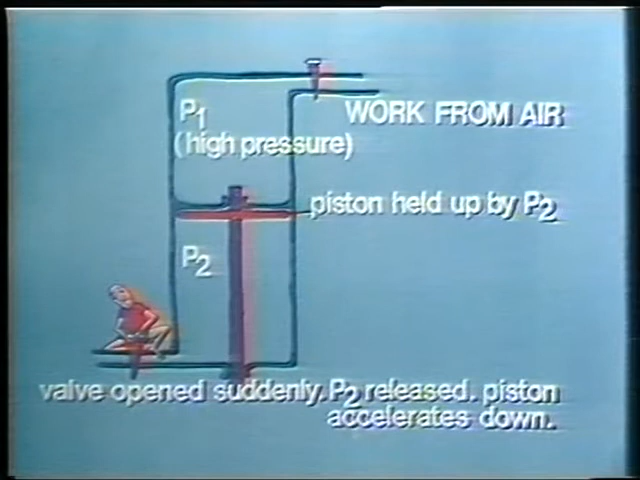 P1
(high pressure)
WORK FROM AIR
piston held up by P2
P2
valve opened suddenly. P2 released. piston
accelerates down.